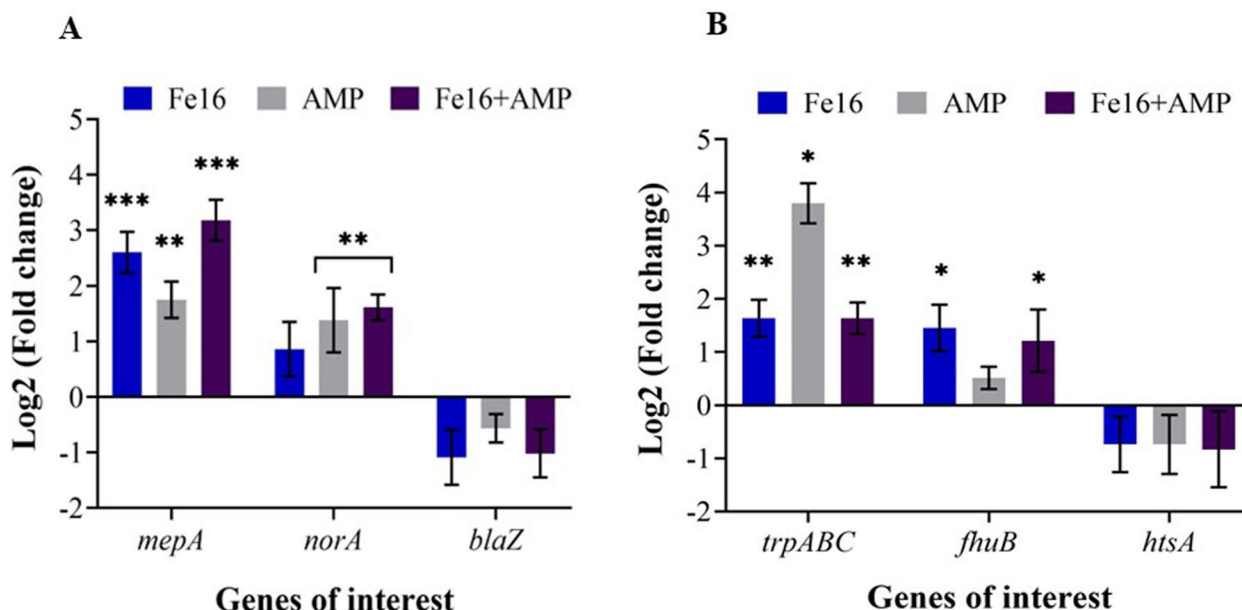 A
Fe16 AMP Fe16+AMP
Log2 (Fold change)
5
4
3
2
1
0
-1
-2
*** ** *** **
mepA norA blaZ
Genes of interest
B
Fe16 AMP Fe16+AMP
Log2 (Fold change)
5
4
3
2
1
0
-1
-2
** * ** * *
trpABC fhuB htsA
Genes of interest